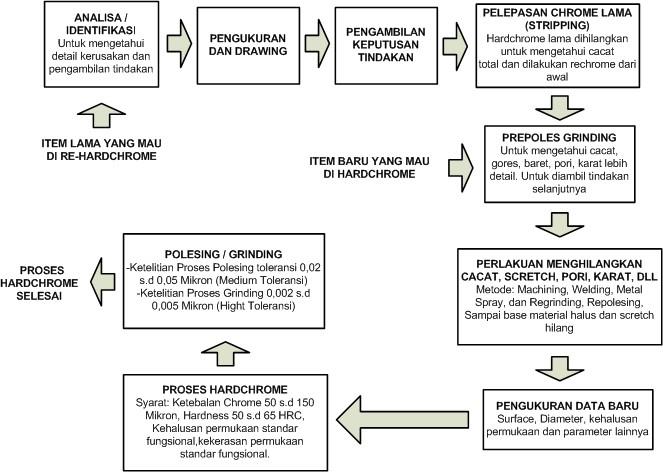 ANALISA /
IDENTIFIKASI
Untuk mengetahui
detail kerusakan dan
pengambilan tindakan
PENGUKURAN
DAN DRAWING
PENGAMBILAN
KEPUTUSAN
TINDAKAN
PELEPASAN CHROME LAMA
(STRIPPING)
Hardchrome lama dihilangkan
untuk mengetahui cacat
total dan dilakukan rechrome dari
awal
ITEM LAMA YANG MAU
DI RE-HARDCHROME
ITEM BARU YANG MAU
DI HARDCHROME
PREPOLES GRINDING
Untuk mengetahui cacat,
gores, baret, pori, karat lebih
detail. Untuk diambil tindakan
selanjutnya
PERLAKUAN MENGHILANGKAN
CACAT, SCRETCH, PORI, KARAT, DLL
Metode: Machining, Welding, Metal
Spray, dan Regrinding, Repolesing,
Sampai base material halus dan scretch
hilang
PENGUKURAN DATA BARU
Surface, Diameter, kehalusan
permukaan dan parameter lainnya
PROSES HARDCHROME
Syarat: Ketebalan Chrome 50 s.d 150
Mikron, Hardness 50 s.d 65 HRC,
Kehalusan permukaan standar
fungsional,kekerasan permukaan
standar fungsional.
POLESING / GRINDING
-Ketelitian Proses Polesing toleransi 0,02
s.d 0,05 Mikron (Medium Toleransi)
-Ketelitian Proses Grinding 0,002 s.d
0,005 Mikron (Hight Toleransi)
PROSES
HARDCHROME
SELESAI